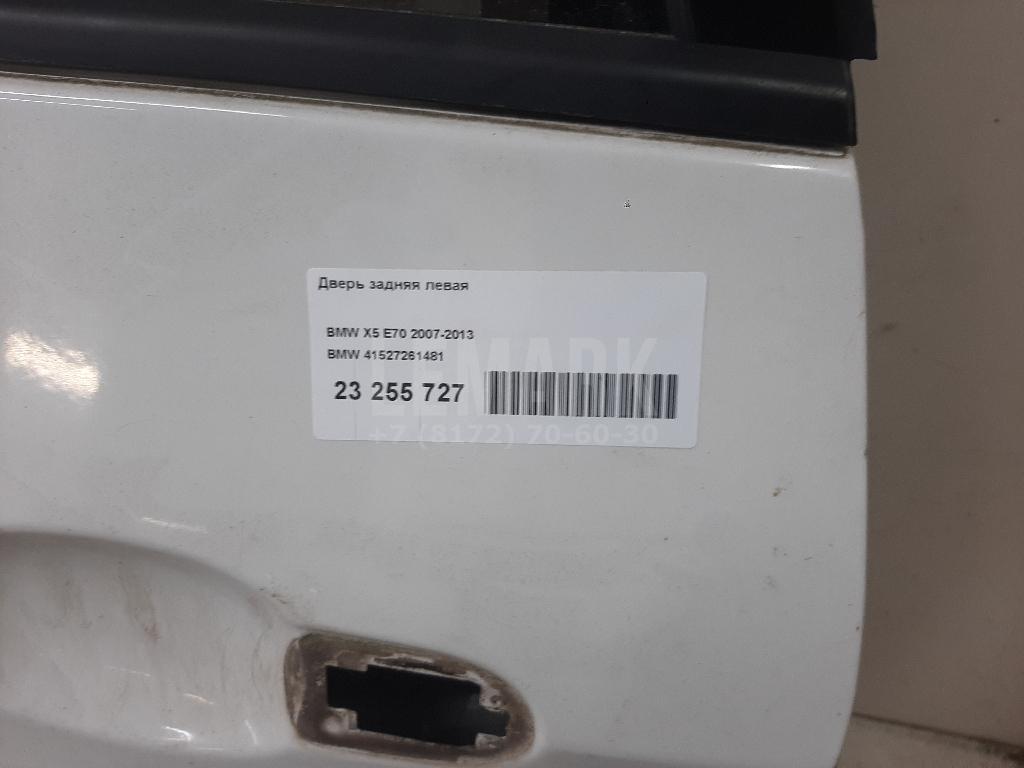 Дверь задняя левая
BMW X5 E70 2007-2013
BMW 41527261481
23 255 727
LEMARK
+7 (8172) 70-60-30